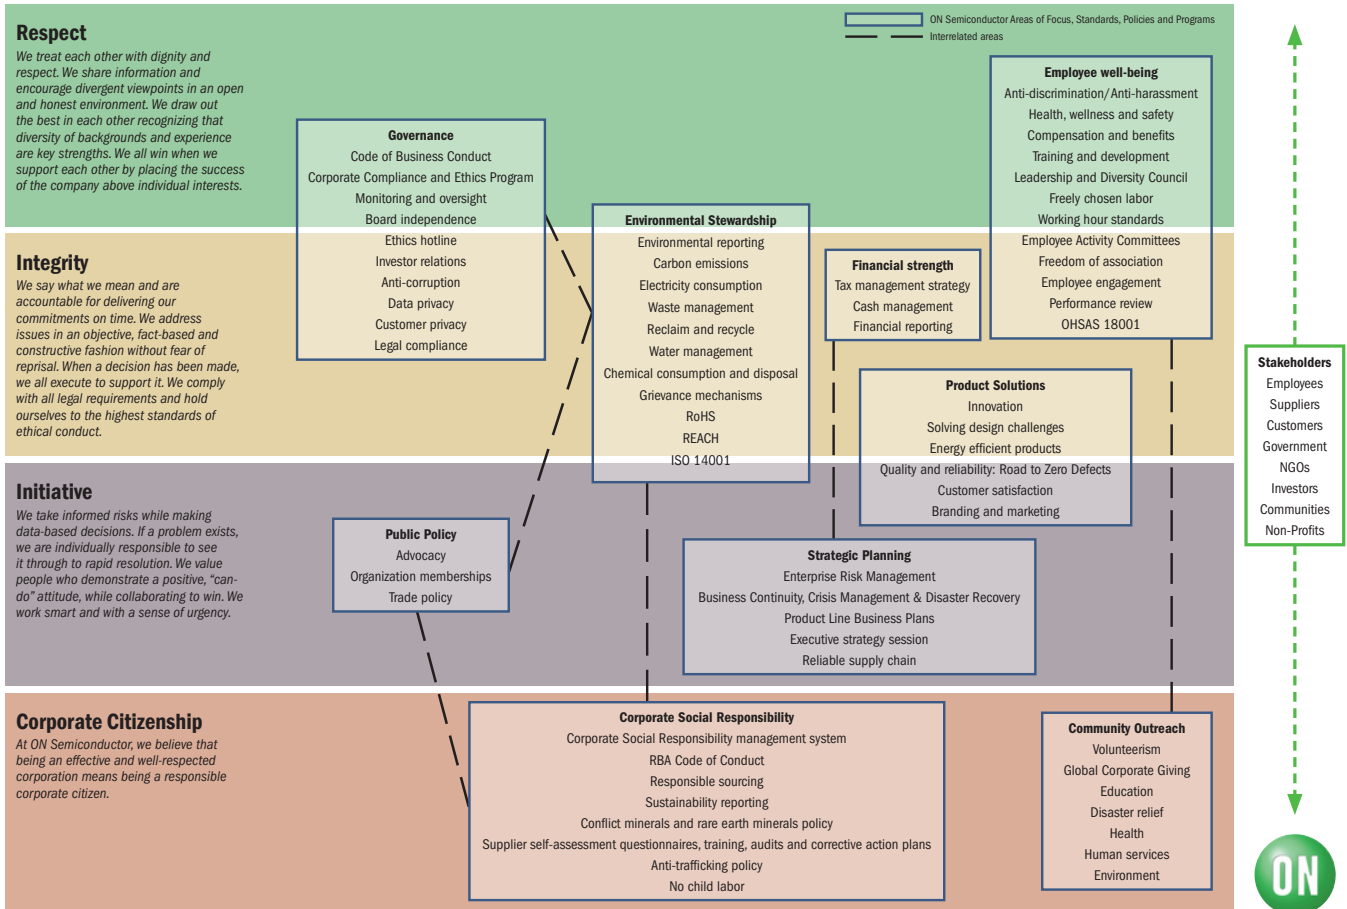 Respect
We treat each other with dignity and
respect. We share information and
encourage divergent viewpoints in an open
and honest environment. We draw out
the best in each other recognizing that
diversity of backgrounds and experience
are key strengths. We all win when we
support each other by placing the success
of the company above individual interests.
ON Semiconductor Areas of Focus, Standards, Policies and Programs
Interrelated areas
Governance
Code of Business Conduct
Corporate Compliance and Ethics Program
Monitoring and oversight
Board independence
Ethics hotline
Investor relations
Anti-corruption
Data privacy
Customer privacy
Legal compliance
Environmental Stewardship
Environmental reporting
Carbon emissions
Electricity consumption
Waste management
Reclaim and recycle
Water management
Chemical consumption and disposal
Grievance mechanisms
RoHS
REACH
ISO 14001
Employee well-being
Anti-discrimination/Anti-harassment
Health, wellness and safety
Compensation and benefits
Training and development
Leadership and Diversity Council
Freely chosen labor
Working hour standards
Employee Activity Committees
Freedom of association
Employee engagement
Performance review
OHSAS 18001
Integrity
We say what we mean and are
accountable for delivering our
commitments on time. We address
issues in an objective, fact-based and
constructive fashion without fear of
reprisal. When a decision has been made,
we all execute to support it. We comply
with all legal requirements and hold
ourselves to the highest standards of
ethical conduct.
Financial strength
Tax management strategy
Cash management
Financial reporting
Product Solutions
Innovation
Solving design challenges
Energy efficient products
Quality and reliability: Road to Zero Defects
Customer satisfaction
Branding and marketing
Initiative
We take informed risks while making
data-based decisions. If a problem exists,
we are individually responsible to see
it through to rapid resolution. We value
people who demonstrate a positive, “can-
do” attitude, while collaborating to win. We
work smart and with a sense of urgency.
Public Policy
Advocacy
Organization memberships
Trade policy
Strategic Planning
Enterprise Risk Management
Business Continuity, Crisis Management & Disaster Recovery
Product Line Business Plans
Executive strategy session
Reliable supply chain
Corporate Citizenship
At ON Semiconductor, we believe that
being an effective and well-respected
corporation means being a responsible
corporate citizen.
Corporate Social Responsibility
Corporate Social Responsibility management system
RBA Code of Conduct
Responsible sourcing
Sustainability reporting
Conflict minerals and rare earth minerals policy
Supplier self-assessment questionnaires, training, audits and corrective action plans
Anti-trafficking policy
No child labor
Community Outreach
Volunteerism
Global Corporate Giving
Education
Disaster relief
Health
Human services
Environment
Stakeholders
Employees
Suppliers
Customers
Government
NGOs
Investors
Communities
Non-Profits
ON